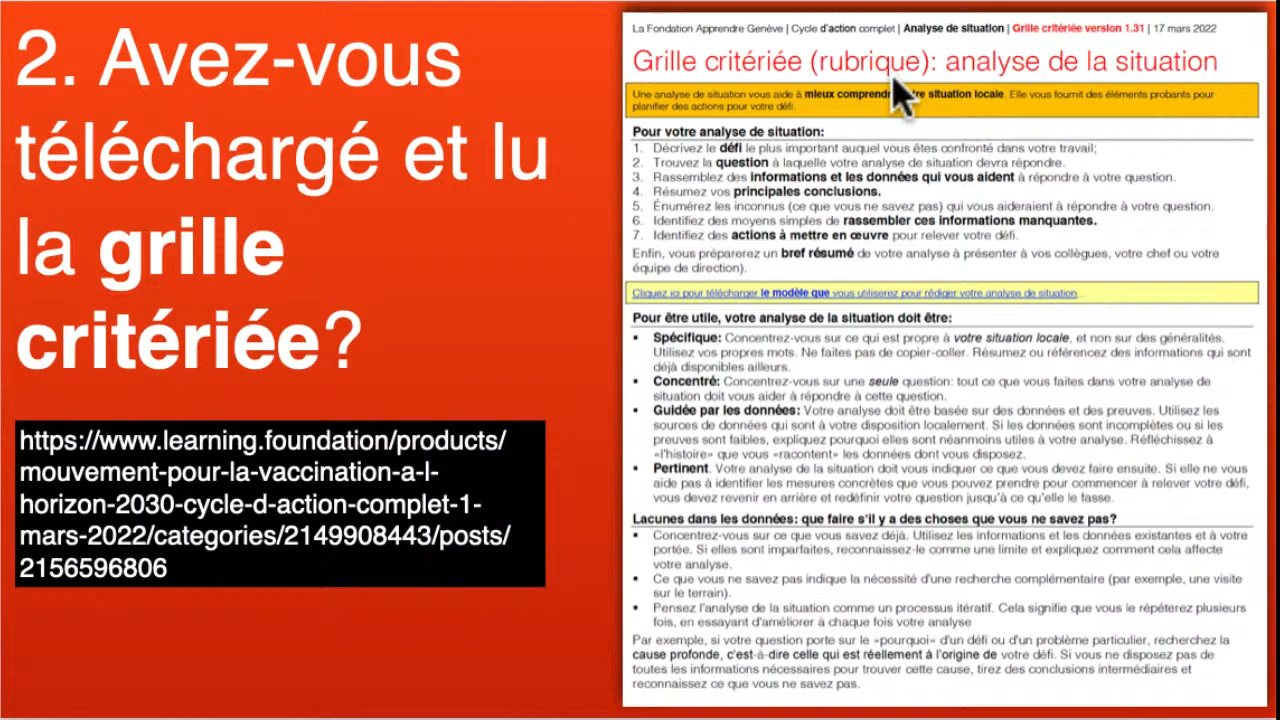 2. Avez-vous
téléchargé et lu
la grille
critériée?
https://www.learning.foundation/products/
mouvement-pour-la-vaccination-a-l-
horizon-2030-cycle-d-action-complet-1-
mars-2022/categories/2149908443/posts/
2156596806
La Fondation Apprendre Genève | Cycle d'action complet | Analyse de situation | Grille critériée version 1.31 | 17 mars 2022
Grille critériée (rubrique): analyse de la situation
Une analyse de situation vous aide à mieux comprendre votre situation locale. Elle vous fournit des éléments probants pour
planifier des actions pour votre défi.
Pour votre analyse de situation:
1. Décrivez le défi le plus important auquel vous êtes confronté dans votre travail;
2. Trouvez la question à laquelle votre analyse de situation devra répondre.
3. Rassemblez des informations et les données qui vous aident à répondre à votre question.
4. Résumez vos principales conclusions.
5. Énumérez les inconnus (ce que vous ne savez pas) qui vous aideraient à répondre à votre question.
6. Identifiez des moyens simples de rassembler ces informations manquantes.
7. Identifiez des actions à mettre en œuvre pour relever votre défi.
Enfin, vous préparerez un bref résumé de votre analyse à présenter à vos collègues, votre chef ou votre
équipe de direction).
Cliquez ici pour télécharger le modèle que vous utiliserez pour rédiger votre analyse de situation...
Pour être utile, votre analyse de la situation doit être:
▪ Spécifique: Concentrez-vous sur ce qui est propre à votre situation locale, et non sur des généralités.
Utilisez vos propres mots. Ne faites pas de copier-coller. Résumez ou référencez des informations qui sont
déjà disponibles ailleurs.
▪ Concentré: Concentrez-vous sur une seule question: tout ce que vous faites dans votre analyse de
situation doit vous aider à répondre à cette question.
▪ Guidée par les données: Votre analyse doit être basée sur des données et des preuves. Utilisez les
sources de données qui sont à votre disposition localement. Si les données sont incomplètes ou si les
preuves sont faibles, expliquez pourquoi elles sont néanmoins utiles à votre analyse. Réfléchissez à
«l'histoire» que vous «racontent» les données dont vous disposez.
▪ Pertinent. Votre analyse de la situation doit vous indiquer ce que vous devez faire ensuite. Si elle ne vous
aide pas à identifier les mesures concrètes que vous pouvez prendre pour commencer à relever votre défi,
vous devez revenir en arrière et redéfinir votre question jusqu'à ce qu'elle le fasse.
Lacunes dans les données: que faire s'il y a des choses que vous ne savez pas?
▪ Concentrez-vous sur ce que vous savez déjà. Utilisez les informations et les données existantes et à votre
portée. Si elles sont imparfaites, reconnaissez-le comme une limite et expliquez comment cela affecte
votre analyse.
▪ Ce que vous ne savez pas indique la nécessité d'une recherche complémentaire (par exemple, une visite
sur le terrain).
▪ Pensez l'analyse de la situation comme un processus itératif. Cela signifie que vous le répéterez plusieurs
fois, en essayant d'améliorer à chaque fois votre analyse
Par exemple, si votre question porte sur le «pourquoi» d'un défi ou d'un problème particulier, recherchez la
cause profonde, c'est-à-dire celle qui est réellement à l'origine de votre défi. Si vous ne disposez pas de
toutes les informations nécessaires pour trouver cette cause, tirez des conclusions intermédiaires et
reconnaissez ce que vous ne savez pas.